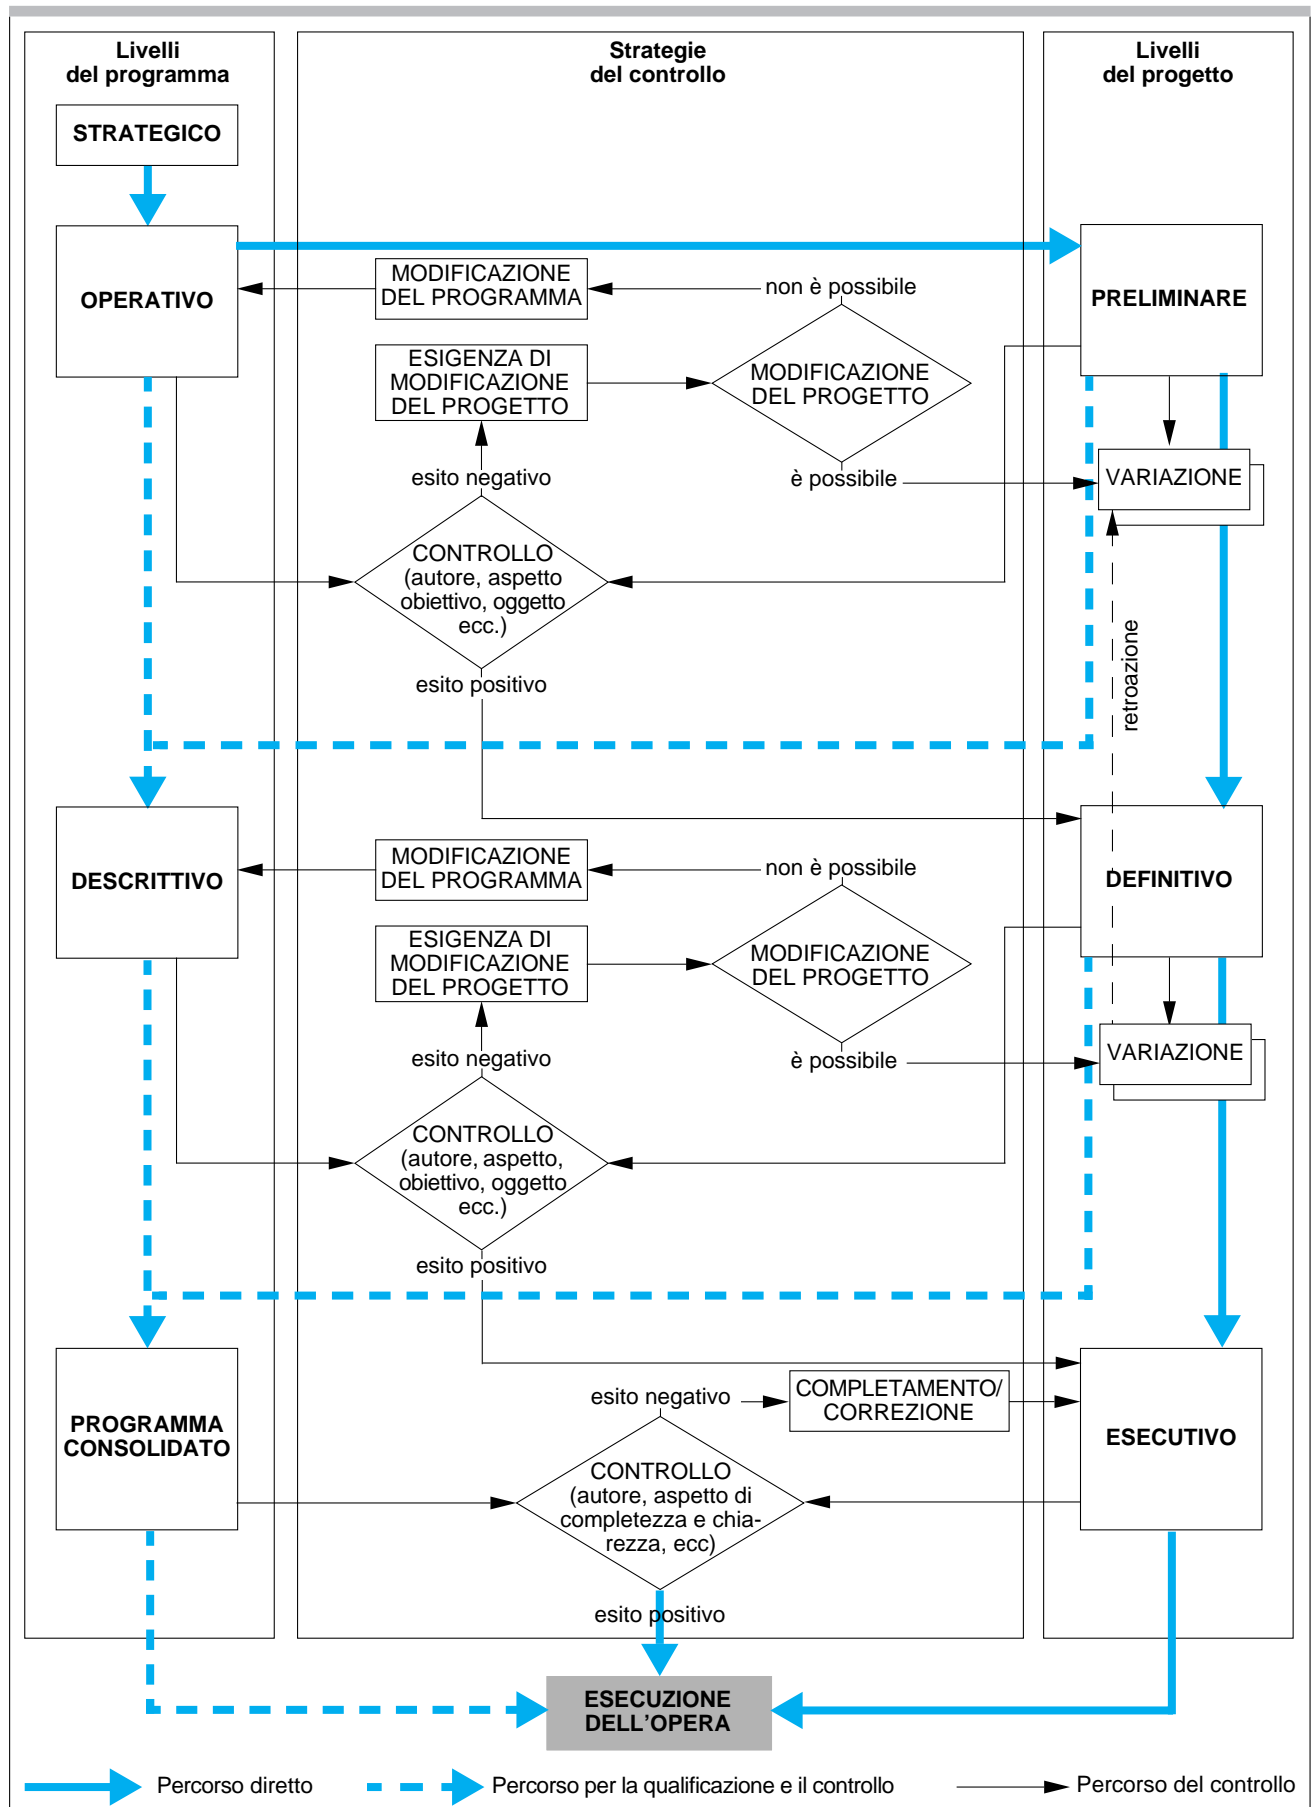 Livelli
del programma
Strategie
del controllo
Livelli
del progetto
STRATEGICO
OPERATIVO
MODIFICAZIONE
DEL PROGRAMMA
non è possibile
PRELIMINARE
ESIGENZA DI
MODIFICAZIONE
DEL PROGETTO
MODIFICAZIONE
DEL PROGETTO
esito negativo
è possibile
VARIAZIONE
CONTROLLO
(autore, aspetto
obiettivo, oggetto
ecc.)
esito positivo
retroazione
DESCRITTIVO
MODIFICAZIONE
DEL PROGRAMMA
non è possibile
DEFINITIVO
ESIGENZA DI
MODIFICAZIONE
DEL PROGETTO
MODIFICAZIONE
DEL PROGETTO
esito negativo
è possibile
VARIAZIONE
CONTROLLO
(autore, aspetto,
obiettivo, oggetto
ecc.)
esito positivo
PROGRAMMA
CONSOLIDATO
esito negativo
COMPLETAMENTO/
CORREZIONE
ESECUTIVO
CONTROLLO
(autore, aspetto di
completezza e chia-
rezza, ecc)
esito positivo
ESECUZIONE
DELL'OPERA
Percorso diretto
Percorso per la qualificazione e il controllo
Percorso del controllo